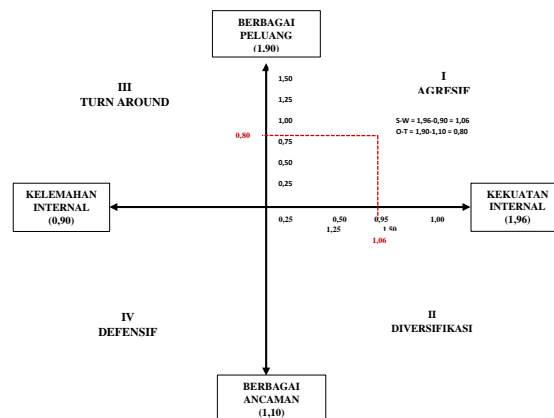 BERBAGAI
PELUANG
(1,90)
III
TURN AROUND
I
AGRESIF
1,50
1,25
1,00
0,75
0,50
0,25
0,80
S-W = 1,96-0,90 = 1,06
O-T = 1,90-1,10 = 0,80
KELEMAHAN
INTERNAL
(0,90)
KEKUATAN
INTERNAL
(1,96)
0,25 0,50 0,95 1,00
1,25 1,50
1,06
IV
DEFENSIF
II
DIVERSIFIKASI
BERBAGAI
ANCAMAN
(1,10)